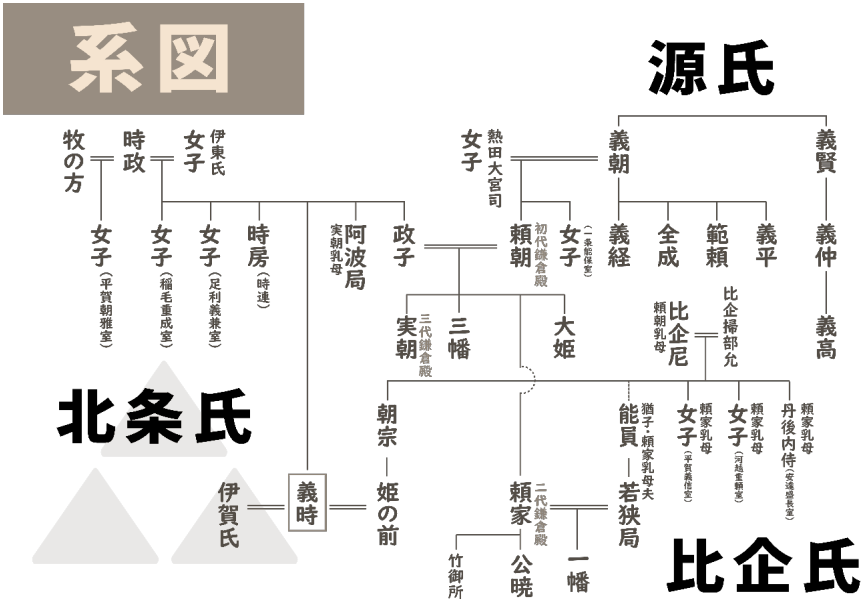 系図
源氏
牧の方
時政
女子
伊東氏
女子
熱田大宮司
義朝
義賢
女子
(平賀朝雅室)
女子
(稲毛重成室)
女子
(足利義兼室)
時房
(時連)
阿波局
実朝乳母
政子
頼朝
初代鎌倉殿
女子
(一条能保室)
義経
全成
範頼
義平
義仲
実朝
三代鎌倉殿
三幡
大姫
比企尼
頼朝乳母
比企掃部允
義高
北条氏
朝宗
能員
猶子・頼家乳母夫
女子
(平賀義信室)
頼家乳母
女子
(河越重頼室)
頼家乳母
丹後内侍
(安達盛長室)
頼家乳母
伊賀氏
義時
姫の前
頼家
二代鎌倉殿
若狭局
竹御所
公暁
一幡
比企氏